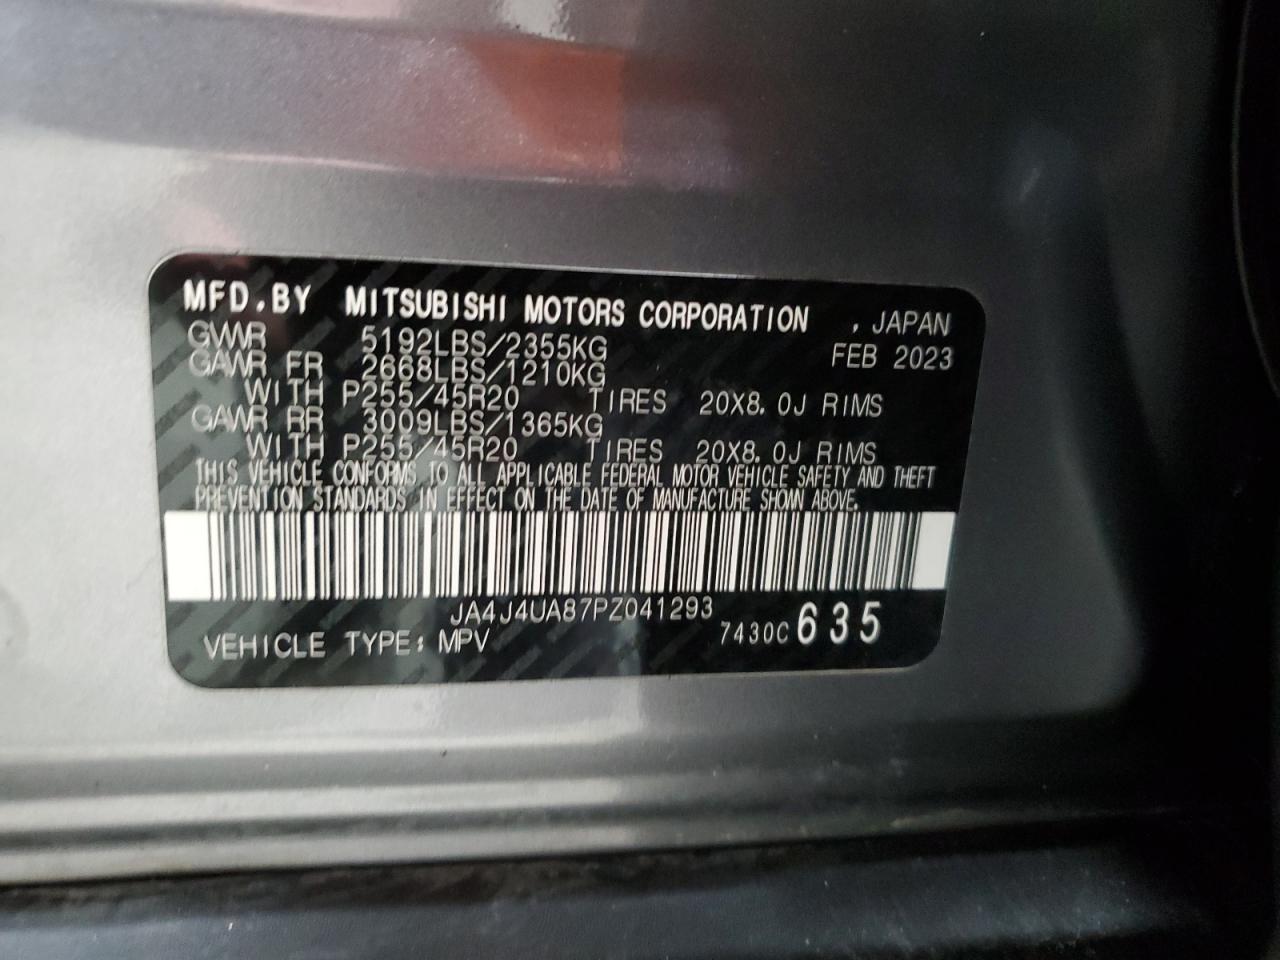 MFD.BY MITSUBISHI MOTORS CORPORATION , JAPAN
GVWR 5192LBS/2355KG FEB 2023
GAWR FR 2668LBS/1210KG
WITH P255/45R20 TIRES 20X8.0J RIMS
GAWR RR 3009LBS/1365KG
WITH P255/45R20 TIRES 20X8.0J RIMS
THIS VEHICLE CONFORMS TO ALL APPLICABLE FEDERAL MOTOR VEHICLE SAFETY AND THEFT
PREVENTION STANDARDS IN EFFECT ON THE DATE OF MANUFACTURE SHOWN ABOVE.
JA4J4UA87PZ041293
VEHICLE TYPE: MPV 7430C 635